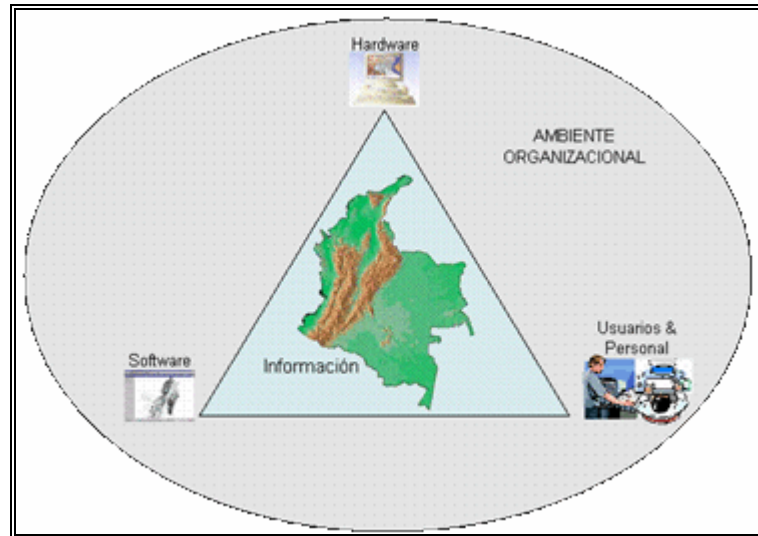 Hardware
AMBIENTE
ORGANIZACIONAL
Usuarios &
Personal
Software
Información